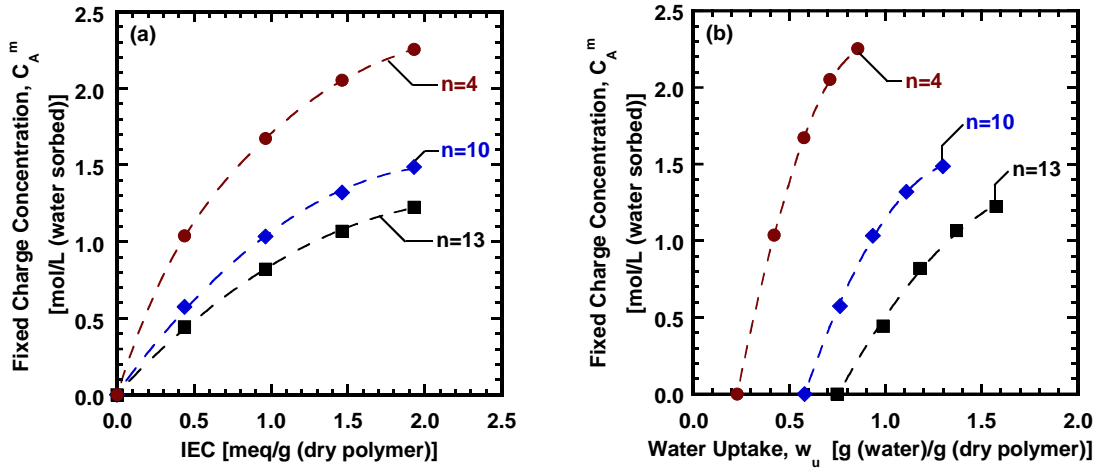 (a)
Fixed Charge Concentration, C_A^m
[mol/L (water sorbed)]
2.5
2.0
1.5
1.0
0.5
0.0
n=4
n=10
n=13
0.0 0.5 1.0 1.5 2.0 2.5
IEC [meq/g (dry polymer)]
(b)
Fixed Charge Concentration, C_A^m
[mol/L (water sorbed)]
2.5
2.0
1.5
1.0
0.5
0.0
n=4
n=10
n=13
0.0 0.5 1.0 1.5 2.0
Water Uptake, w_u [g (water)/g (dry polymer)]